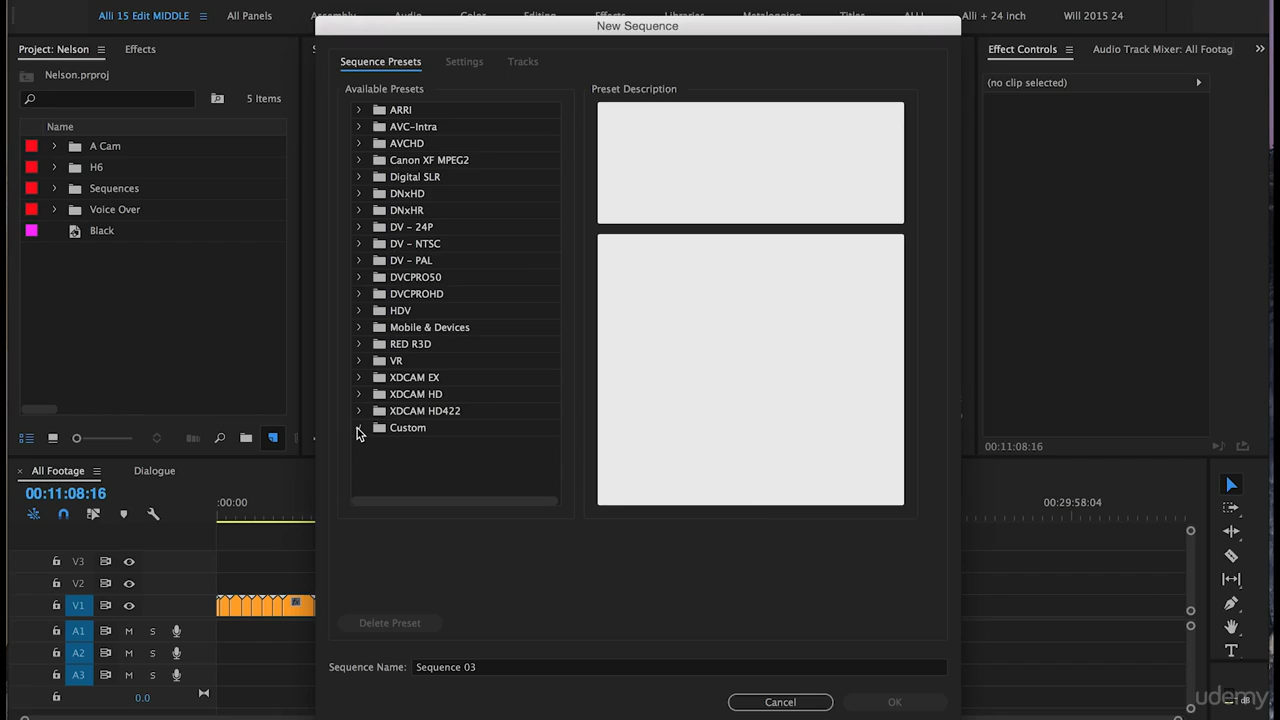 Alli 15 Edit MIDDLE
All Panels
Will 2015 24
Alli + 24 inch
New Sequence
Project: Nelson
Effects
Sequence Presets
Settings
Tracks
Effect Controls
Audio Track Mixer: All Footag
Nelson.prproj
(no clip selected)
Available Presets
Preset Description
5 Items
Name
A Cam
H6
Sequences
Voice Over
Black
ARRI
AVC-Intra
AVCHD
Canon XF MPEG2
Digital SLR
DNxHD
DNxHR
DV - 24P
DV - NTSC
DV - PAL
DVCPRO50
DVCPROHD
HDV
Mobile & Devices
RED R3D
VR
XDCAM EX
XDCAM HD
XDCAM HD422
Custom
00:11:08:16
All Footage
Dialogue
00:11:08:16
:00:00
00:29:58:04
V3
V2
V1
A1 M S
A2 M S
A3 M S
0.0
Delete Preset
Sequence Name: Sequence 03
Cancel
OK
udemy
dB